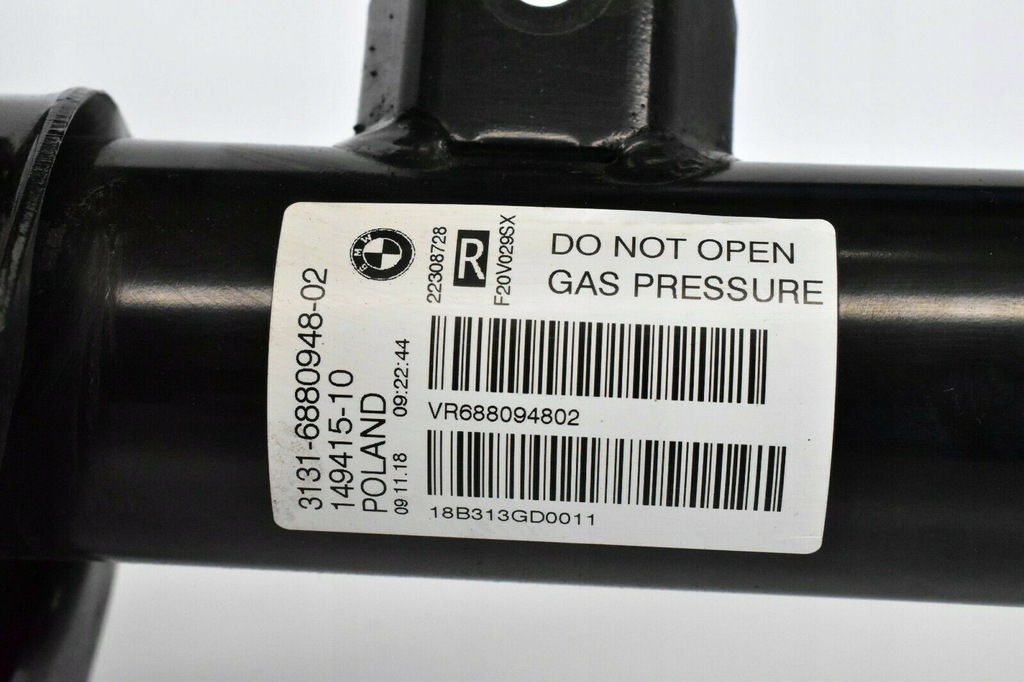 BMW
22308728
R
F20V029SX
DO NOT OPEN
GAS PRESSURE
3131-6880948-02
149415-10
POLAND
09.11.18 09:22:44
VR688094802
18B313GD0011